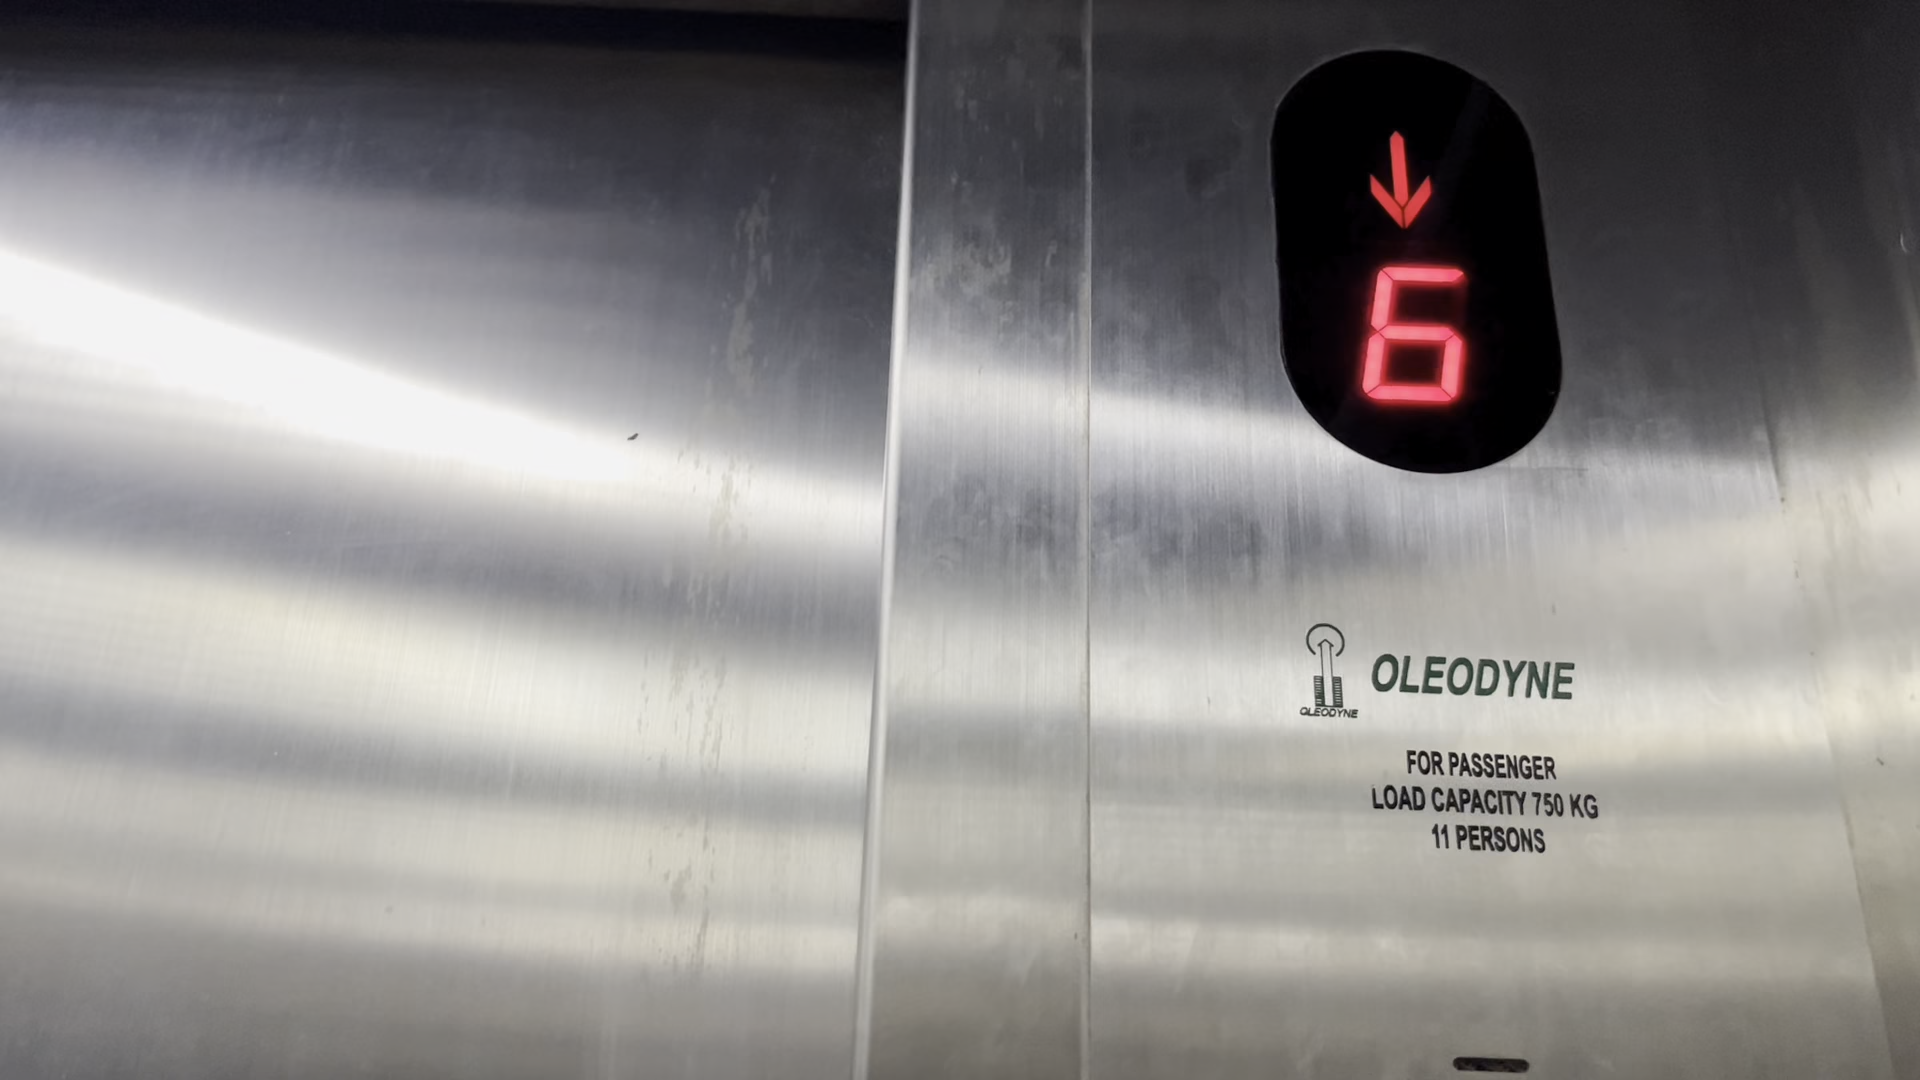 6
OLEODYNE
OLEODYNE
FOR PASSENGER
LOAD CAPACITY 750 KG
11 PERSONS